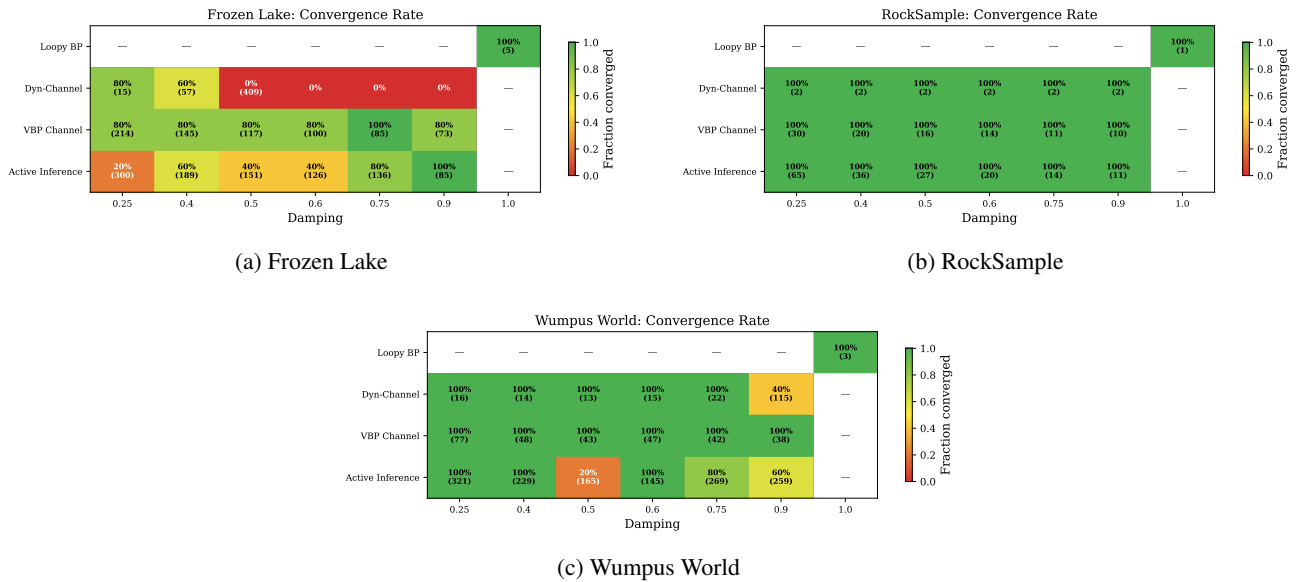 Frozen Lake: Convergence Rate
Loopy BP — — — — — — 100% (5)
Dyn-Channel 80% (15) 60% (57) 0% (409) 0% 0% 0% —
VBP Channel 80% (214) 80% (145) 80% (117) 80% (100) 100% (85) 80% (73) —
Active Inference 20% (300) 60% (189) 40% (151) 40% (126) 80% (136) 100% (85) —
0.25 0.4 0.5 0.6 0.75 0.9 1.0
Damping
1.0
0.8
0.6
0.4
0.2
0.0
Fraction converged
(a) Frozen Lake
RockSample: Convergence Rate
Loopy BP — — — — — — 100% (1)
Dyn-Channel 100% (2) 100% (2) 100% (2) 100% (2) 100% (2) 100% (2) —
VBP Channel 100% (30) 100% (20) 100% (16) 100% (14) 100% (11) 100% (10) —
Active Inference 100% (65) 100% (36) 100% (27) 100% (20) 100% (14) 100% (11) —
0.25 0.4 0.5 0.6 0.75 0.9 1.0
Damping
1.0
0.8
0.6
0.4
0.2
0.0
Fraction converged
(b) RockSample
Wumpus World: Convergence Rate
Loopy BP — — — — — — 100% (3)
Dyn-Channel 100% (16) 100% (14) 100% (13) 100% (15) 100% (22) 40% (115) —
VBP Channel 100% (77) 100% (48) 100% (43) 100% (47) 100% (42) 100% (38) —
Active Inference 100% (321) 100% (229) 20% (165) 100% (145) 80% (269) 60% (259) —
0.25 0.4 0.5 0.6 0.75 0.9 1.0
Damping
1.0
0.8
0.6
0.4
0.2
0.0
Fraction converged
(c) Wumpus World